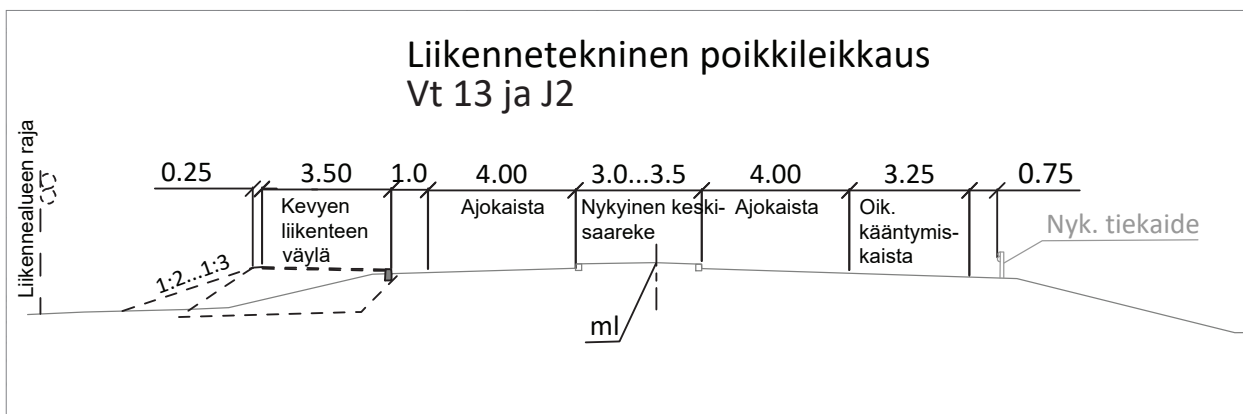 Liikennetekninen poikkileikkaus
Vt 13 ja J2
Liikennealueen raja
0.25
3.50
1.0
4.00
3.0...3.5
4.00
3.25
0.75
Kevyen
liikenteen
väylä
Ajokaista
Nykyinen keski-
saareke
Ajokaista
Oik.
kääntymis-
kaista
Nyk. tiekaide
1:2...1:3
ml